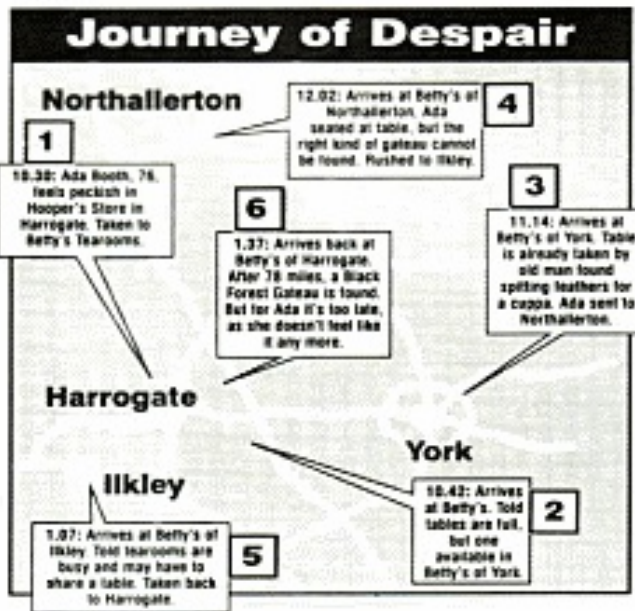 Journey of Despair
Northallerton
1
10.30: Ada Booth, 76,
feels peckish in
Hooper's Store in
Harrogate. Taken to
Betty's Tearooms.
12.02: Arrives at Betty's of
Northallerton. Ada
seated at table, but the
right kind of gateau cannot
be found. Rushed to Ilkley.
4
3
11.14: Arrives at
Betty's of York. Table
is already taken by
old man found
spitting feathers for
a cuppa. Ada sent to
Northallerton.
6
1.37: Arrives back at
Betty's of Harrogate.
After 78 miles, a Black
Forest Gateau is found.
But for Ada it's too late,
as she doesn't feel like
it any more.
Harrogate
York
Ilkley
10.42: Arrives
at Betty's. Told
tables are full,
but one
available in
Betty's of York
2
1.07: Arrives at Betty's of
Ilkley. Told tearooms are
busy and may have to
share a table. Taken back
to Harrogate.
5